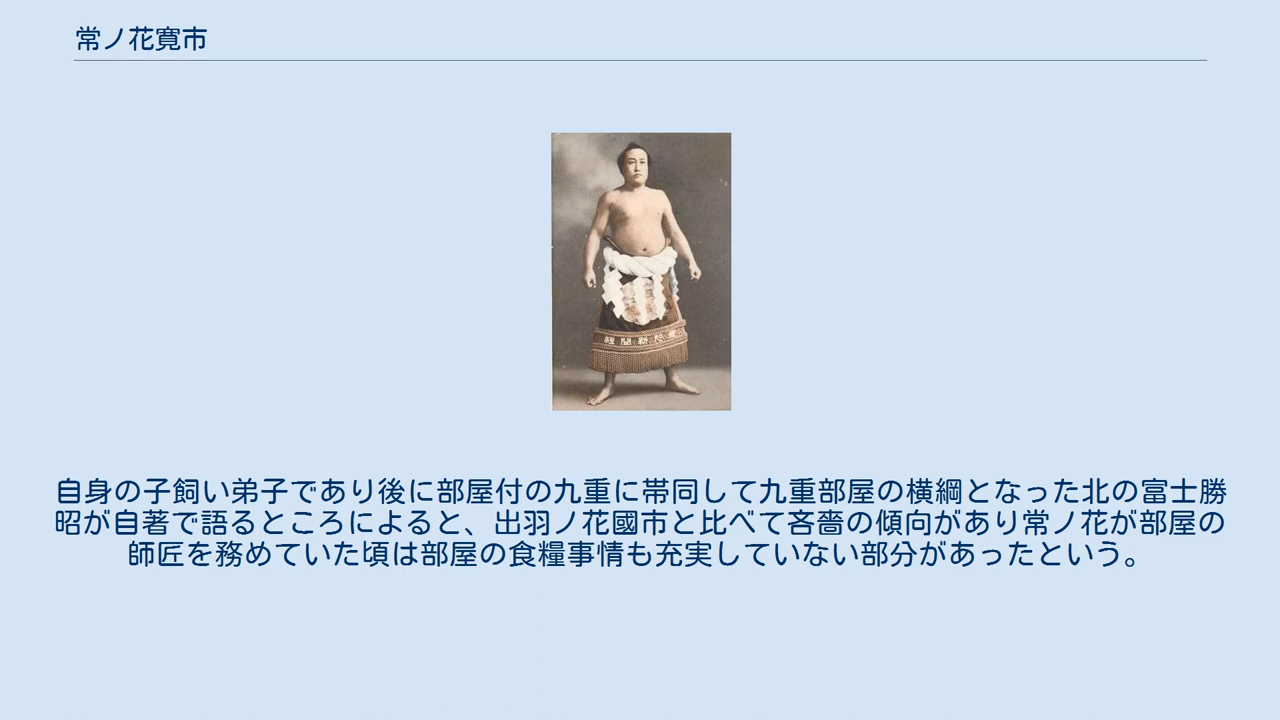 常ノ花寛市
自身の子飼い弟子であり後に部屋付の九重に帯同して九重部屋の横綱となった北の富士勝
昭が自著で語るところによると、出羽ノ花國市と比べて吝嗇の傾向があり常ノ花が部屋の
師匠を務めていた頃は部屋の食糧事情も充実していない部分があったという。